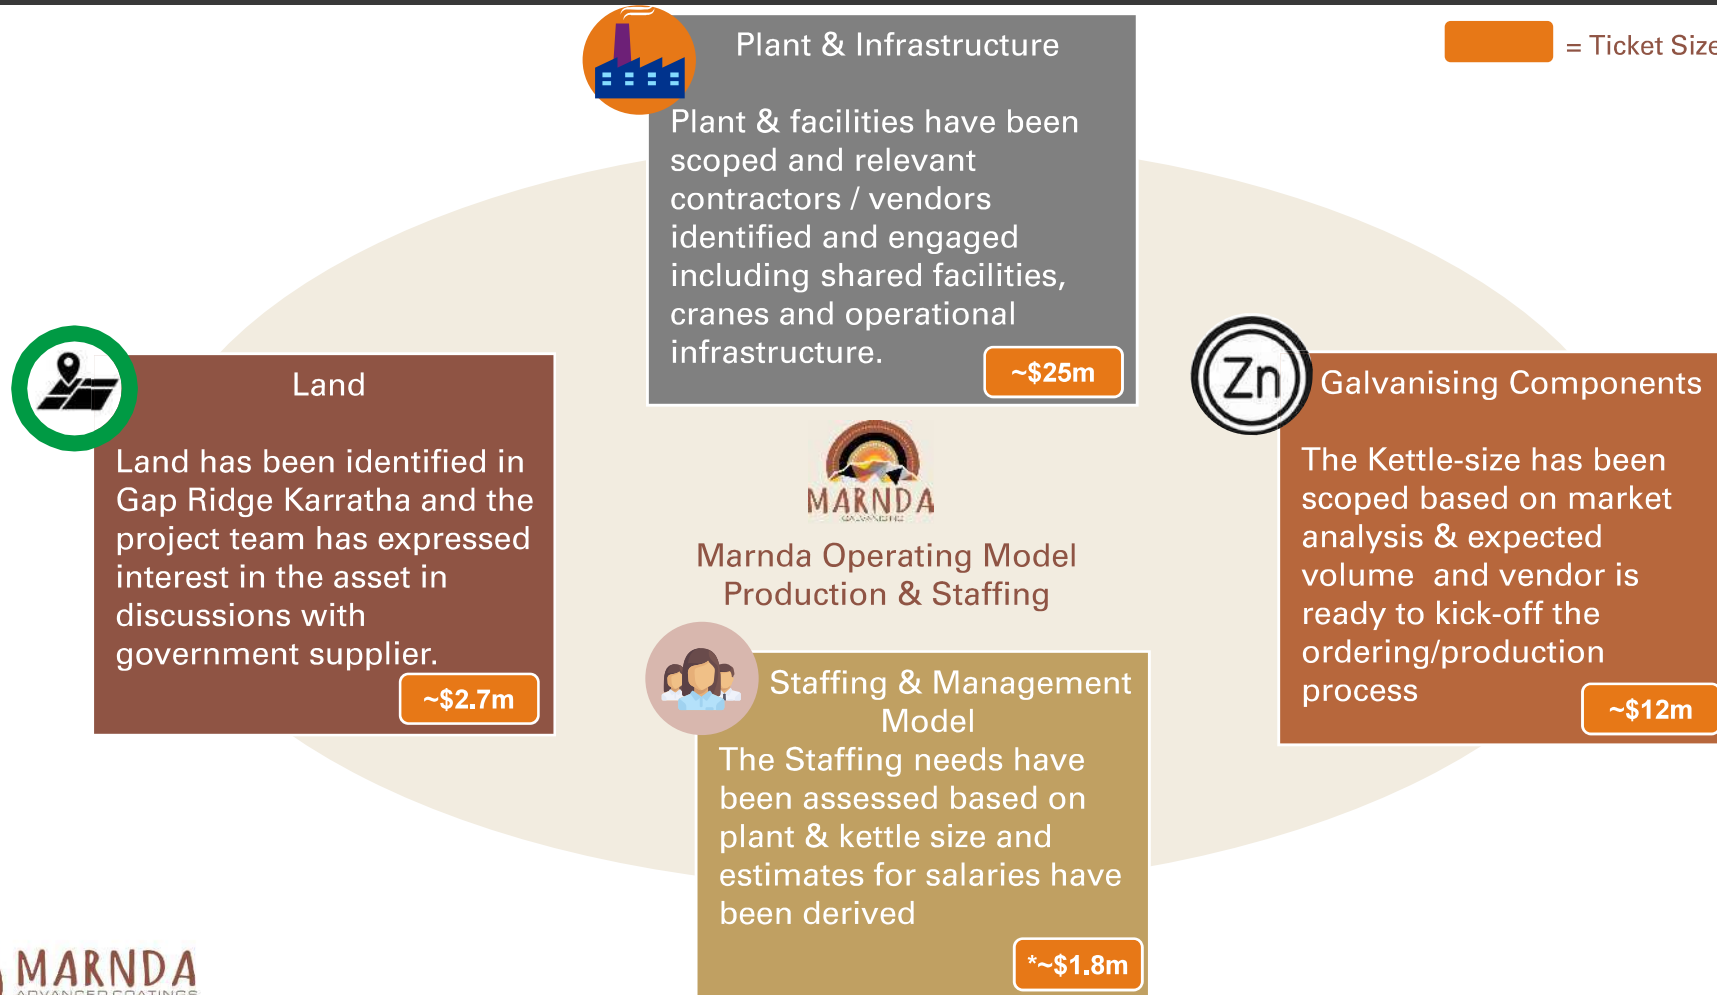 Plant & Infrastructure
Plant & facilities have been
scoped and relevant
contractors / vendors
identified and engaged
including shared facilities,
cranes and operational
infrastructure.
~$25m
= Ticket Size
Land
Land has been identified in
Gap Ridge Karratha and the
project team has expressed
interest in the asset in
discussions with
government supplier.
~$2.7m
Zn
Galvanising Components
The Kettle-size has been
scoped based on market
analysis & expected
volume  and vendor is
ready to kick-off the
ordering/production
process
~$12m
MARNDA
GALVANISING
Marnda Operating Model
Production & Staffing
Staffing & Management
Model
The Staffing needs have
been assessed based on
plant & kettle size and
estimates for salaries have
been derived
*~$1.8m
MARNDA
ADVANCED COATINGS